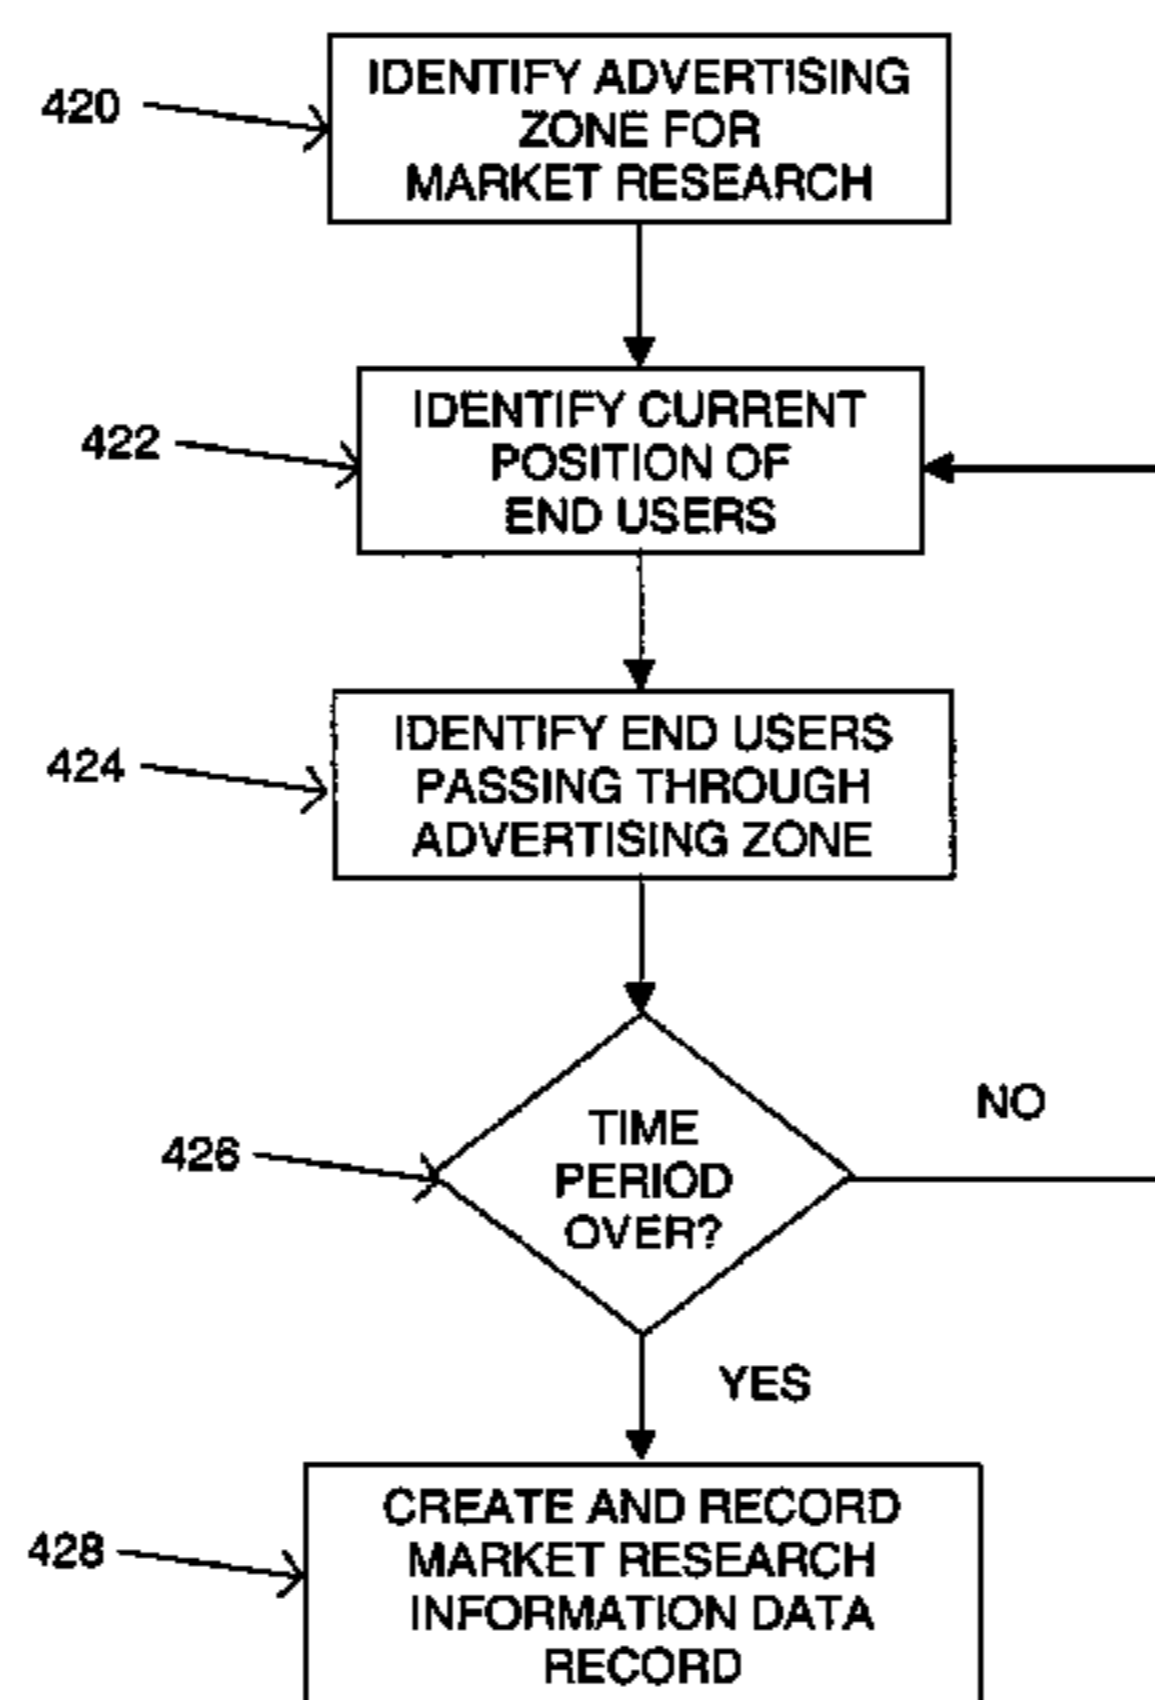 420
IDENTIFY ADVERTISING
ZONE FOR
MARKET RESEARCH
422
IDENTIFY CURRENT
POSITION OF
END USERS
424
IDENTIFY END USERS
PASSING THROUGH
ADVERTISING ZONE
426
TIME
PERIOD
OVER?
NO
YES
428
CREATE AND RECORD
MARKET RESEARCH
INFORMATION DATA
RECORD